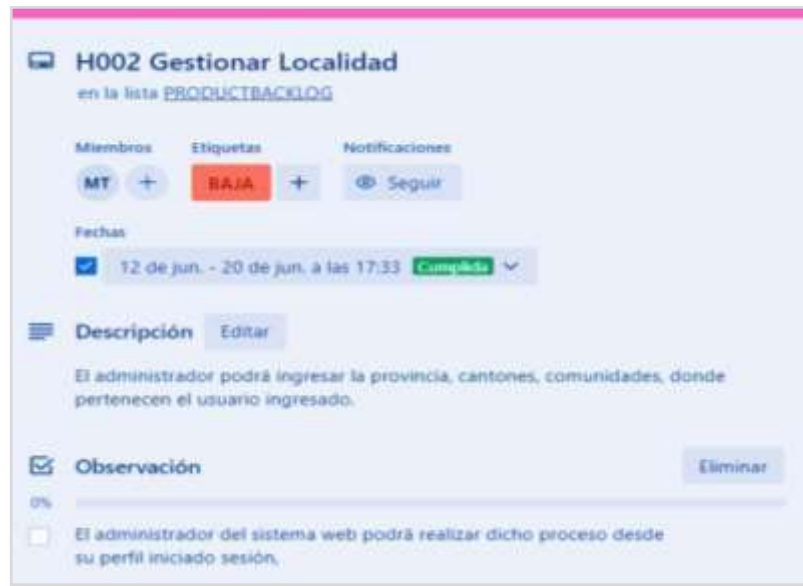 H002 Gestionar Localidad
en la lista PRODUCTBACKLOG
Miembros Etiquetas Notificaciones
MT + BAJA + Seguir
Fechas
12 de jun. - 20 de jun. a las 17:33 Cumplida
Descripción Editar
El administrador podrá ingresar la provincia, cantones, comunidades, donde
pertenecen el usuario ingresado.
Observación Eliminar
0%
El administrador del sistema web podrá realizar dicho proceso desde
su perfil iniciado sesión,